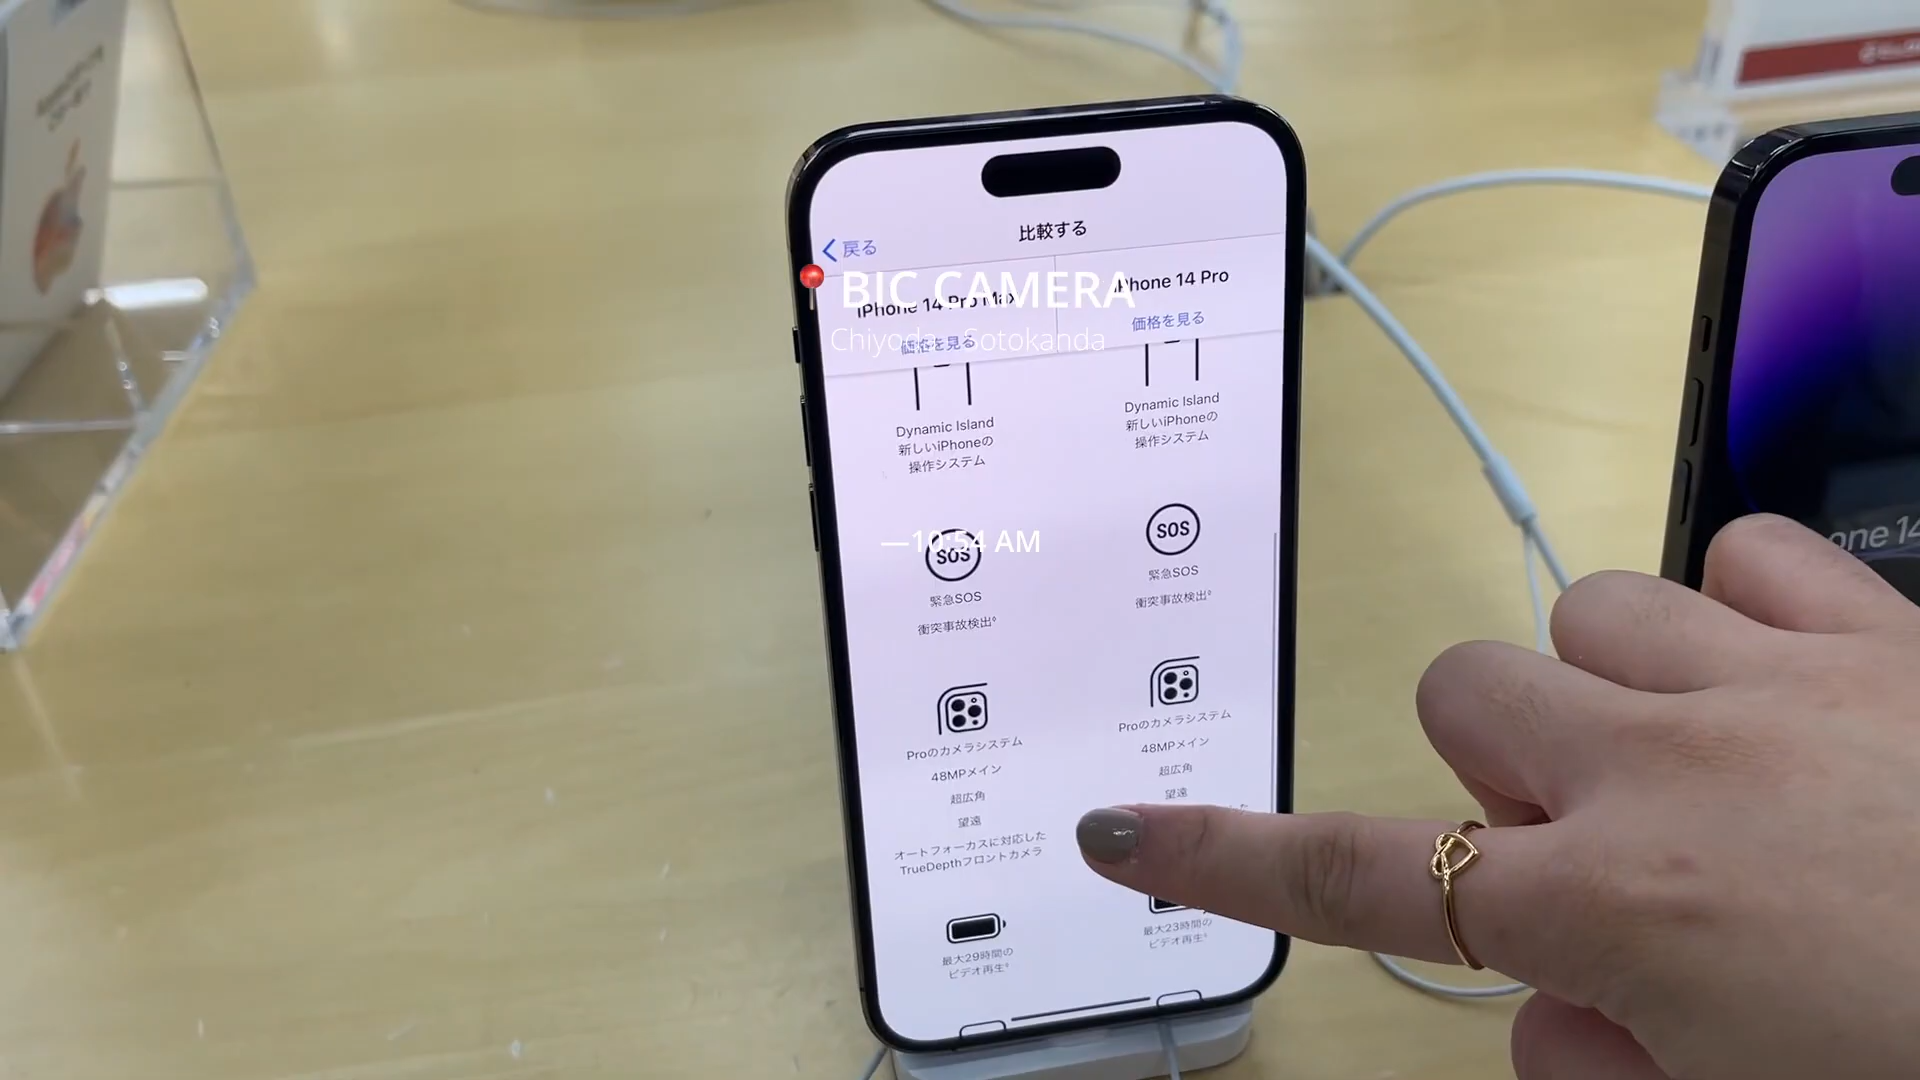 比較する
戻る
BIC CAMERA
iPhone 14 Pro Max
iPhone 14 Pro
Chiyoda, Sotokanda
価格を見る
価格を見る
Dynamic Island
新しいiPhoneの
操作システム
Dynamic Island
新しいiPhoneの
操作システム
—10:54 AM
SOS
緊急SOS
衝突事故検出◊
SOS
緊急SOS
衝突事故検出◊
Proのカメラシステム
48MPメイン
超広角
望遠
オートフォーカスに対応した
TrueDepthフロントカメラ
Proのカメラシステム
48MPメイン
超広角
望遠
最大29時間の
ビデオ再生◊
最大23時間の
ビデオ再生◊